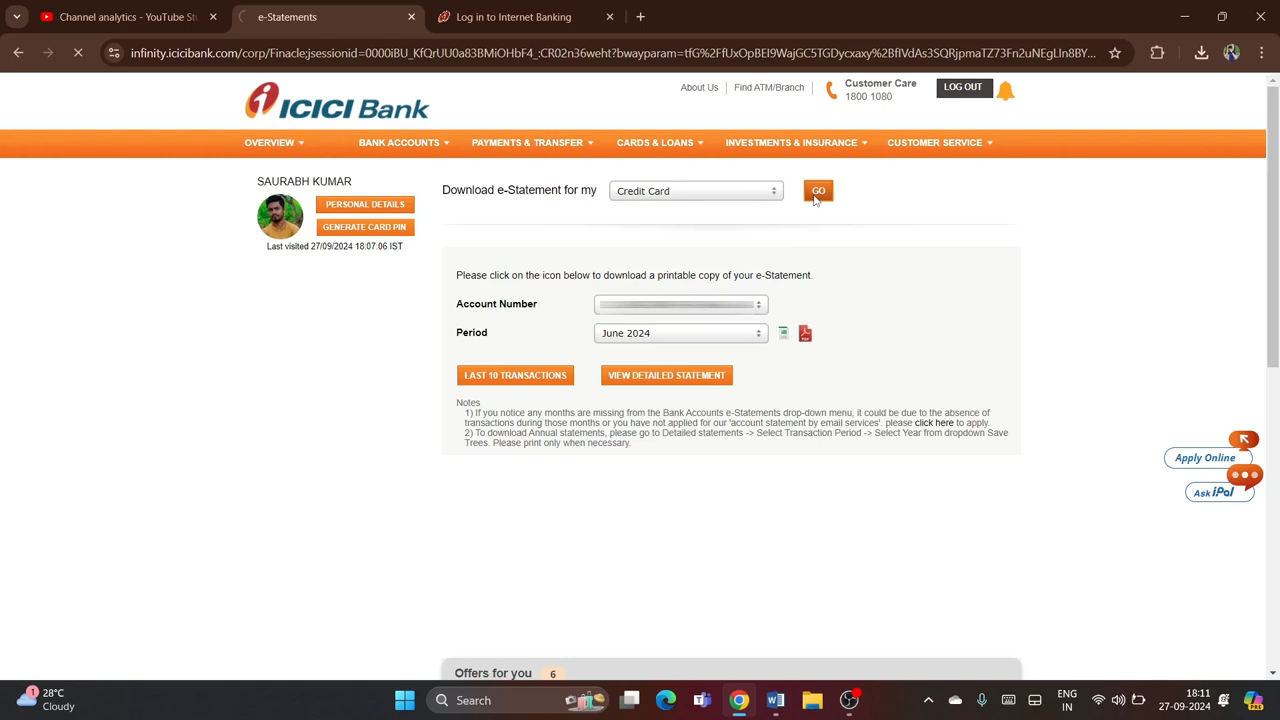 Channel analytics - YouTube St
e-Statements
Log in to Internet Banking
infinity.icicibank.com/corp/Finacle;jsessionid=0000iBU_KfQrUU0a83BMiOHbF4_:CR02n36weht?bwayparam=tfG%2FfUxOpBEI9WajGC5TGDycxaxy%2BfIVdAs3SQRjpmaTZ73Fn2uNEgLIn8BY...
ICICI Bank
About Us
Find ATM/Branch
Customer Care
1800 1080
LOG OUT
OVERVIEW
BANK ACCOUNTS
PAYMENTS & TRANSFER
CARDS & LOANS
INVESTMENTS & INSURANCE
CUSTOMER SERVICE
SAURABH KUMAR
PERSONAL DETAILS
GENERATE CARD PIN
Last visited 27/09/2024 18:07:06 IST
Download e-Statement for my
Credit Card
GO
Please click on the icon below to download a printable copy of your e-Statement.
Account Number
Period
June 2024
PDF
LAST 10 TRANSACTIONS
VIEW DETAILED STATEMENT
Notes
1) If you notice any months are missing from the Bank Accounts e-Statements drop-down menu, it could be due to the absence of
transactions during those months or you have not applied for our 'account statement by email services'. please click here to apply.
2) To download Annual statements, please go to Detailed statements -> Select Transaction Period -> Select Year from dropdown Save
Trees. Please print only when necessary.
Apply Online
Ask iPal
Offers for you 6
1
28°C
Cloudy
Search
ENG
IN
18:11
27-09-2024